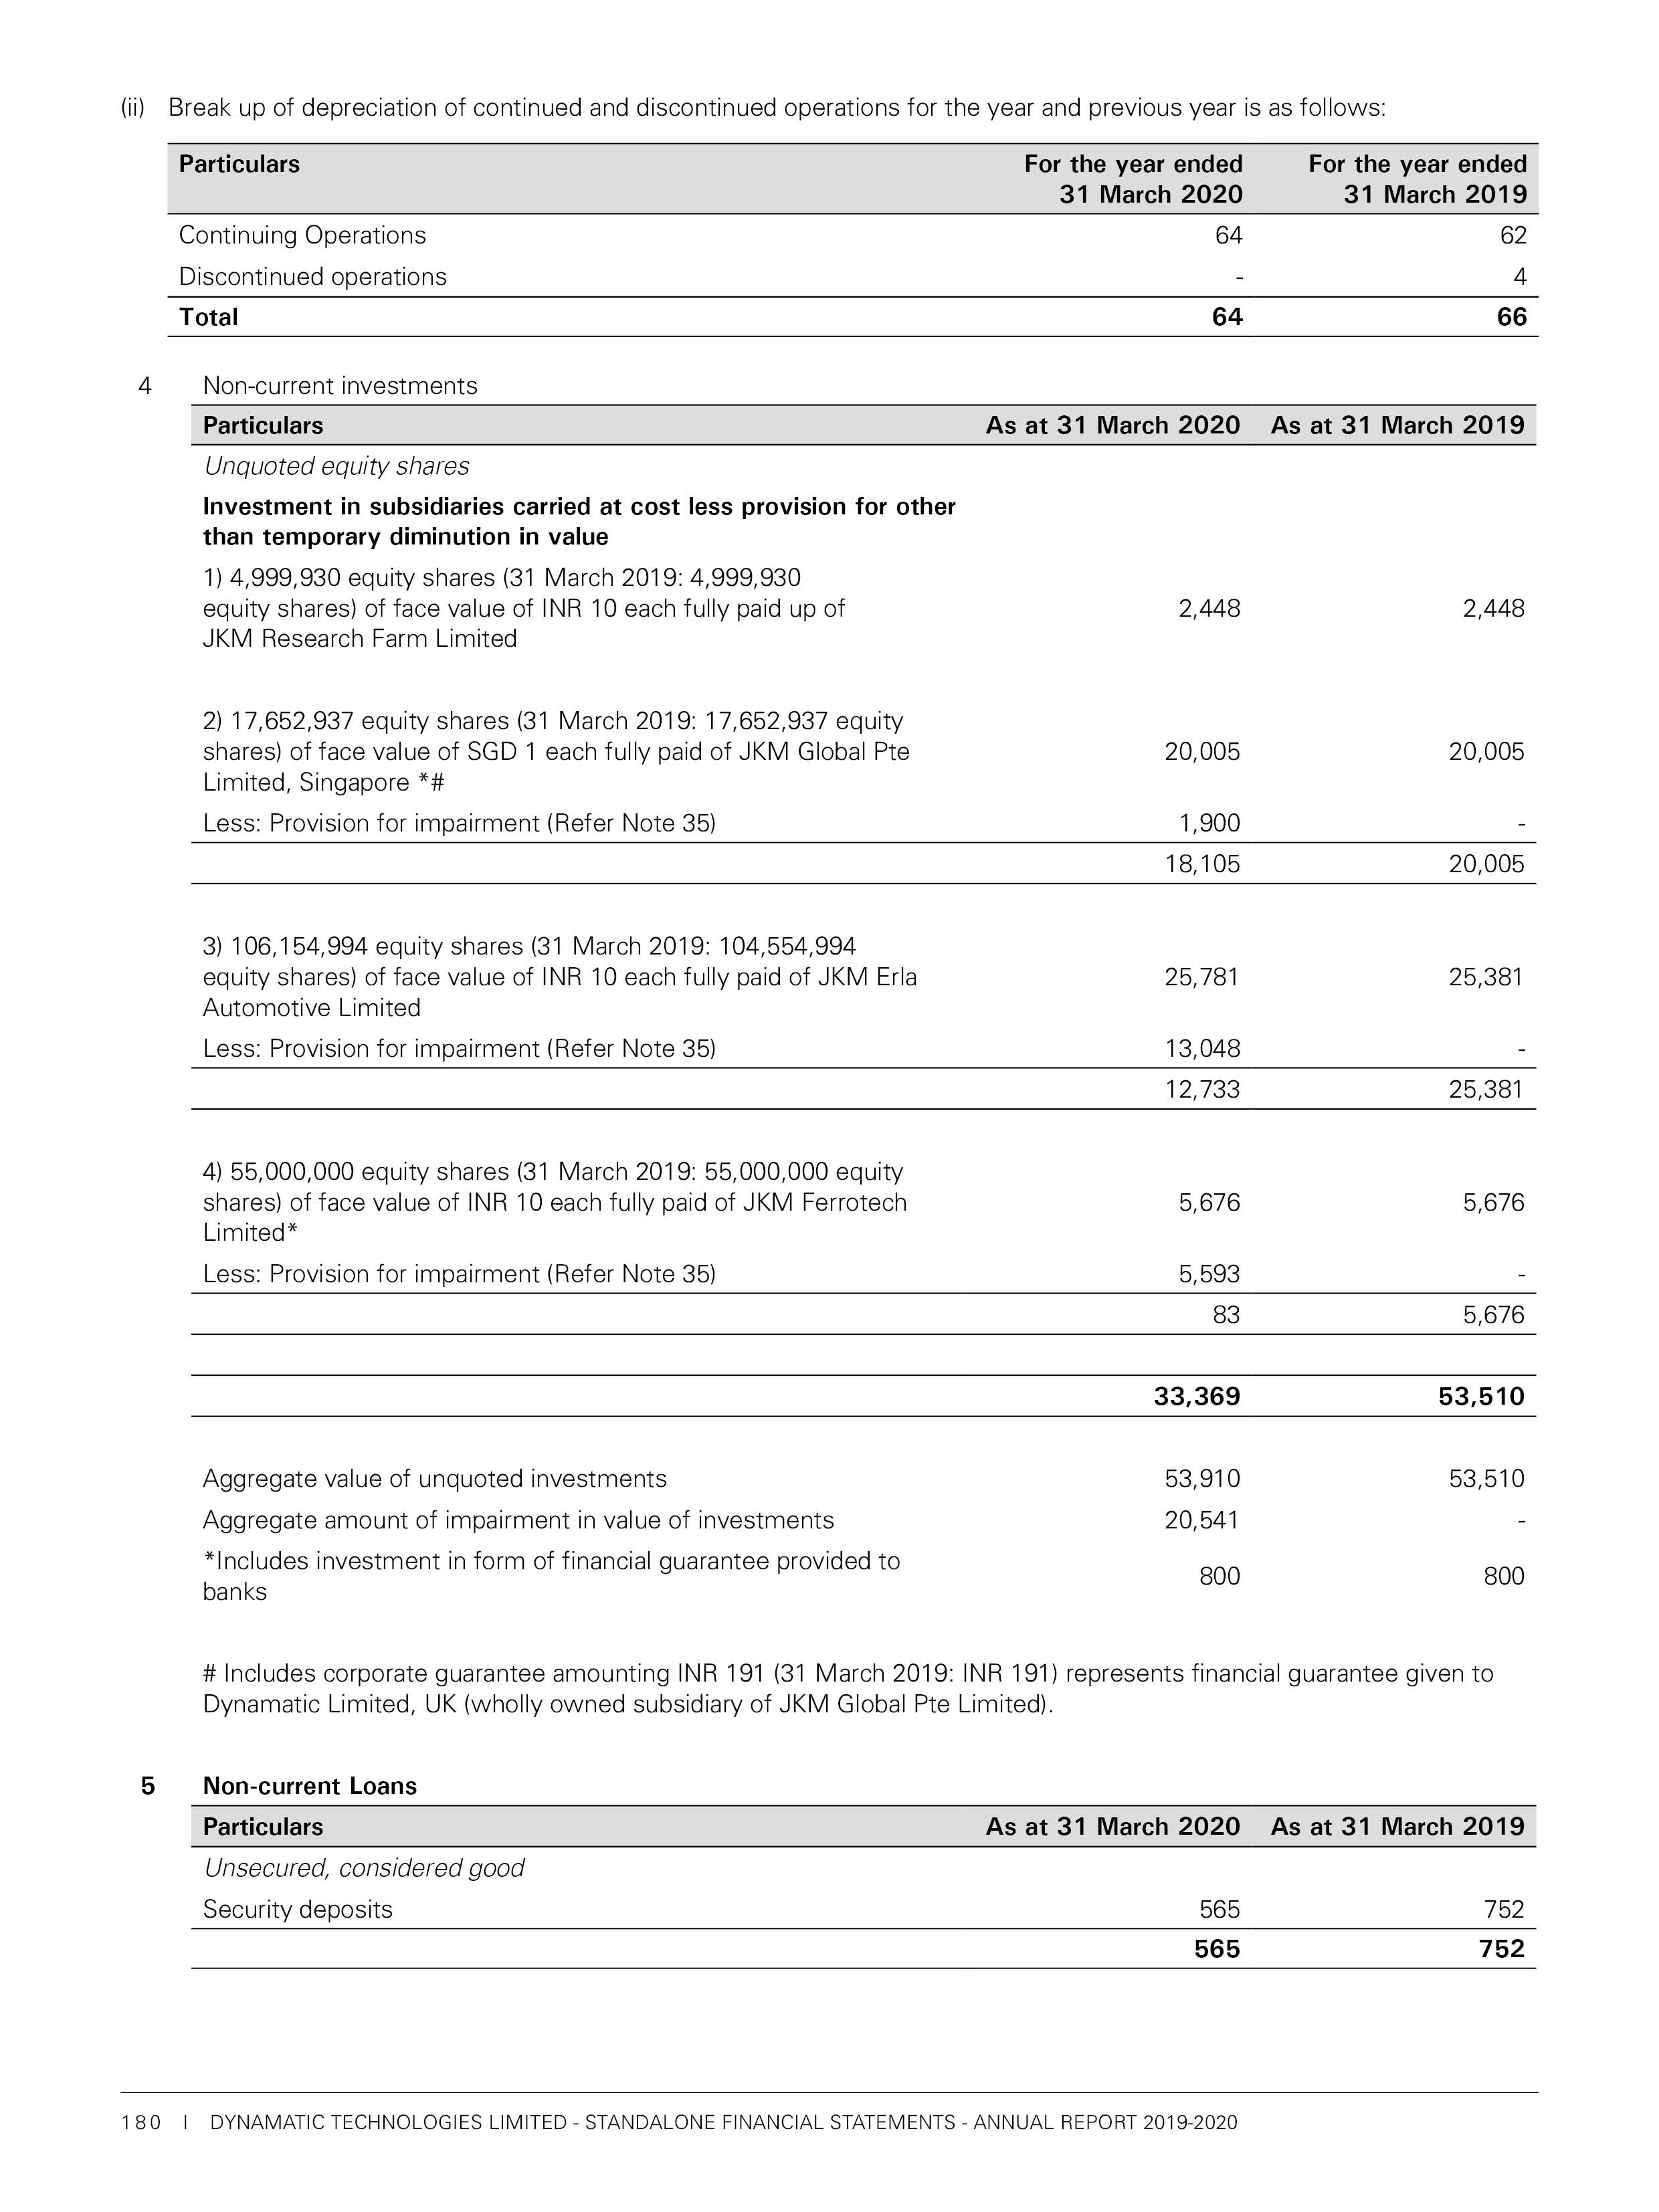 (ii) Break up of depreciation of continued and discontinued operations for the year and previous year is as follows:
Particulars For the year ended 31 March 2020 For the year ended 31 March 2019
Continuing Operations 64 62
Discontinued operations - 4
Total 64 66
4 Non-current investments
Particulars As at 31 March 2020 As at 31 March 2019
Unquoted equity shares
Investment in subsidiaries carried at cost less provision for other
than temporary diminution in value
1) 4,999,930 equity shares (31 March 2019: 4,999,930
equity shares) of face value of INR 10 each fully paid up of 2,448 2,448
JKM Research Farm Limited
2) 17,652,937 equity shares (31 March 2019: 17,652,937 equity
shares) of face value of SGD 1 each fully paid of JKM Global Pte 20,005 20,005
Limited, Singapore *#
Less: Provision for impairment (Refer Note 35) 1,900 -
18,105 20,005
3) 106,154,994 equity shares (31 March 2019: 104,554,994
equity shares) of face value of INR 10 each fully paid of JKM Erla 25,781 25,381
Automotive Limited
Less: Provision for impairment (Refer Note 35) 13,048 -
12,733 25,381
4) 55,000,000 equity shares (31 March 2019: 55,000,000 equity
shares) of face value of INR 10 each fully paid of JKM Ferrotech 5,676 5,676
Limited*
Less: Provision for impairment (Refer Note 35) 5,593 -
83 5,676
33,369 53,510
Aggregate value of unquoted investments 53,910 53,510
Aggregate amount of impairment in value of investments 20,541 -
*Includes investment in form of financial guarantee provided to
banks 800 800
# Includes corporate guarantee amounting INR 191 (31 March 2019: INR 191) represents financial guarantee given to
Dynamatic Limited, UK (wholly owned subsidiary of JKM Global Pte Limited).
5 Non-current Loans
Particulars As at 31 March 2020 As at 31 March 2019
Unsecured, considered good
Security deposits 565 752
565 752
180 I DYNAMATIC TECHNOLOGIES LIMITED - STANDALONE FINANCIAL STATEMENTS - ANNUAL REPORT 2019-2020